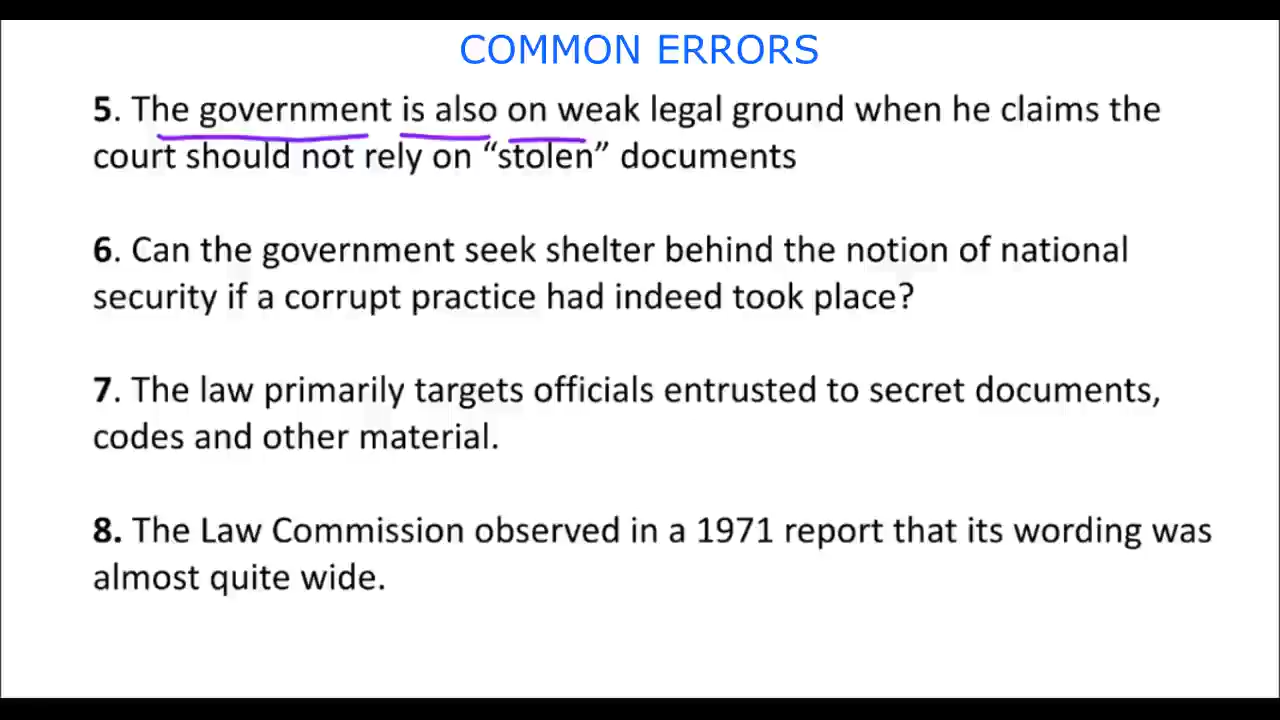 COMMON ERRORS
5. The government is also on weak legal ground when he claims the
court should not rely on “stolen” documents
6. Can the government seek shelter behind the notion of national
security if a corrupt practice had indeed took place?
7. The law primarily targets officials entrusted to secret documents,
codes and other material.
8. The Law Commission observed in a 1971 report that its wording was
almost quite wide.